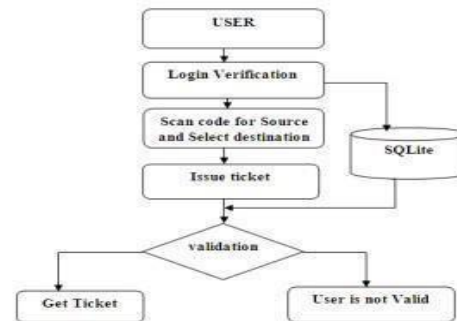 USER
Login Verification
Scan code for Source
and Select destination
SQLite
Issue ticket
validation
Get Ticket
User is not Valid